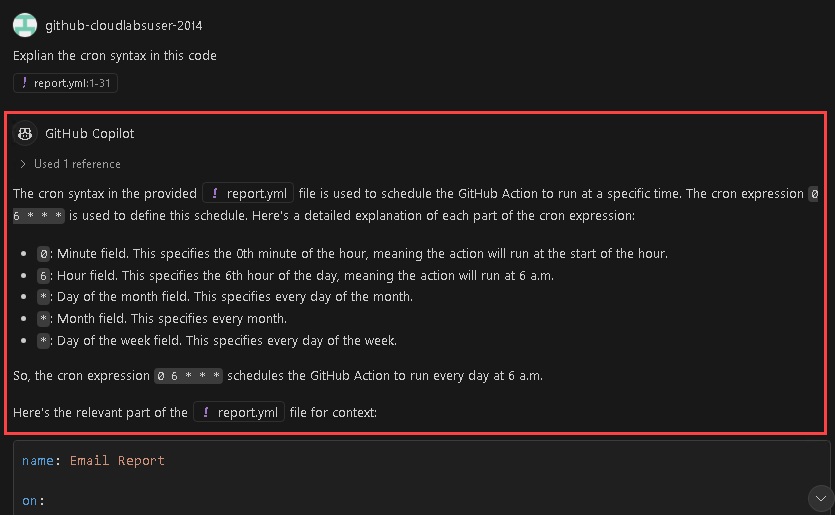 github-cloudlabsuser-2014
Explian the cron syntax in this code
! report.yml:1-31
GitHub Copilot
> Used 1 reference
The cron syntax in the provided ! report.yml file is used to schedule the GitHub Action to run at a specific time. The cron expression 0
6 * * * is used to define this schedule. Here's a detailed explanation of each part of the cron expression:
• 0: Minute field. This specifies the 0th minute of the hour, meaning the action will run at the start of the hour.
• 6: Hour field. This specifies the 6th hour of the day, meaning the action will run at 6 a.m.
• *: Day of the month field. This specifies every day of the month.
• *: Month field. This specifies every month.
• *: Day of the week field. This specifies every day of the week.
So, the cron expression 0 6 * * * schedules the GitHub Action to run every day at 6 a.m.
Here's the relevant part of the ! report.yml file for context:
name: Email Report
on: